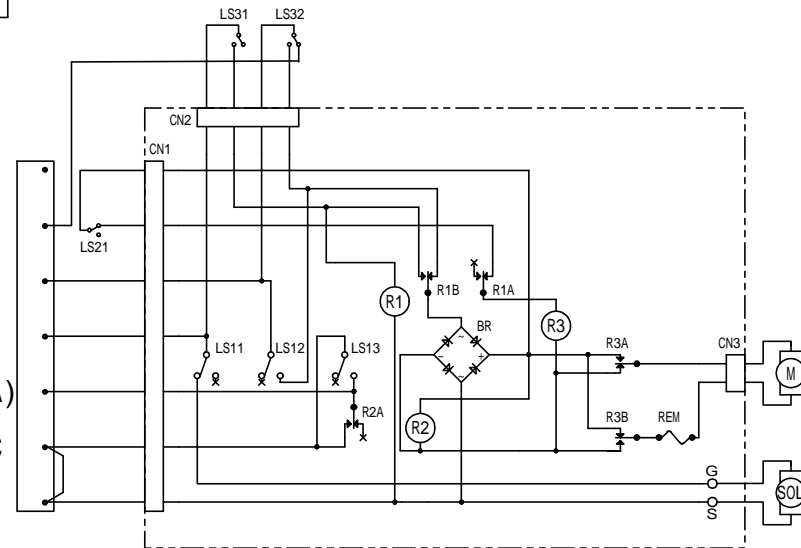 LS31 LS32
CN2
CN1
LS21
R1B R1A
R1
R3
BR
~
R3A CN3
LS11 LS12 LS13
- +
M
~
)
R2A
R2
R3B REM
G
SOL
S